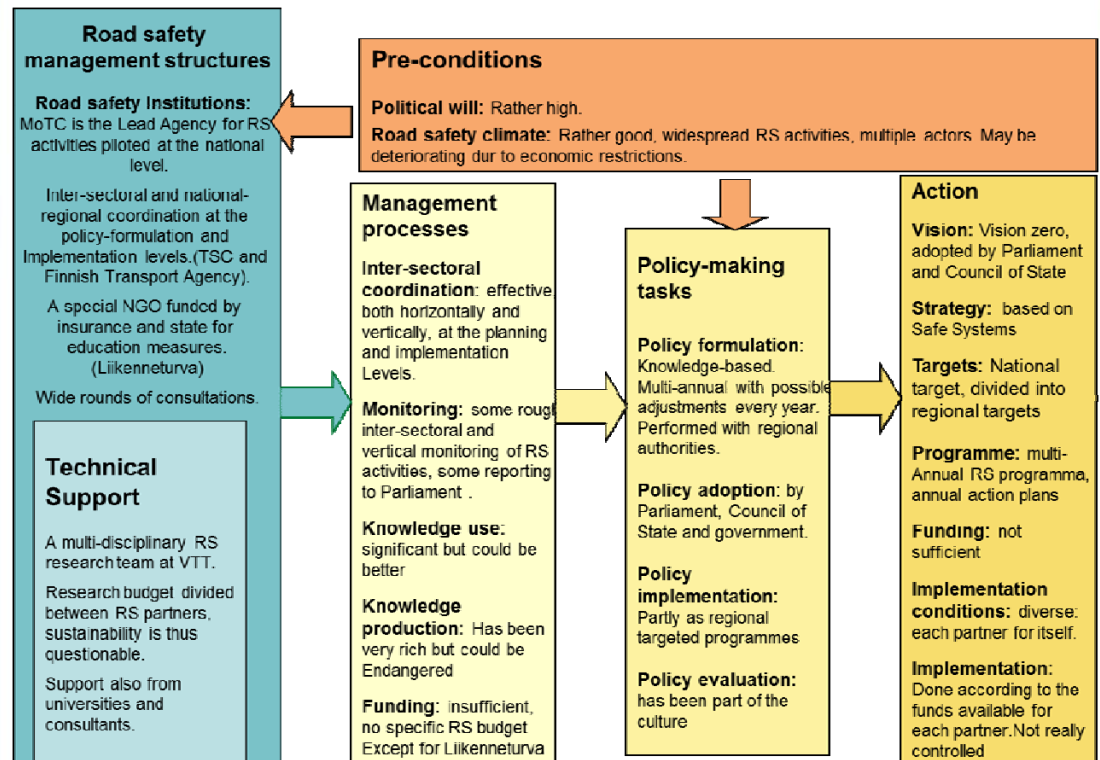 Road safety
management structures
Road safety Institutions:
MoTC is the Lead Agency for RS
activities piloted at the national
level.
Inter-sectoral and national-
regional coordination at the
policy-formulation and
Implementation levels.(TSC and
Finnish Transport Agency).
A special NGO funded by
insurance and state for
education measures.
(Liikenneturva)
Wide rounds of consultations.
Technical
Support
A multi-disciplinary RS
research team at VTT.
Research budget divided
between RS partners,
sustainability is thus
questionable.
Support also from
universities and
consultants.
Pre-conditions
Political will: Rather high.
Road safety climate: Rather good, widespread RS activities, multiple actors. May be
deteriorating dur to economic restrictions.
Management
processes
Inter-sectoral
coordination: effective,
both horizontally and
vertically, at the planning
and implementation
Levels.
Monitoring: some rough
inter-sectoral and
vertical monitoring of RS
activities, some reporting
to Parliament .
Knowledge use:
significant but could be
better
Knowledge
production: Has been
very rich but could be
Endangered
Funding: insufficient,
no specific RS budget
Except for Liikenneturva
Policy-making
tasks
Policy formulation:
Knowledge-based.
Multi-annual with possible
adjustments every year.
Performed with regional
authorities.
Policy adoption: by
Parliament, Council of
State and government.
Policy
implementation:
Partly as regional
targeted programmes
Policy evaluation:
has been part of the
culture
Action
Vision: Vision zero,
adopted by Parliament
and Council of State
Strategy: based on
Safe Systems
Targets: National
target, divided into
regional targets
Programme: multi-
Annual RS programma,
annual action plans
Funding: not
sufficient
Implementation
conditions: diverse:
each partner for itself.
Implementation:
Done according to the
funds available for
each partner.Not really
controlled